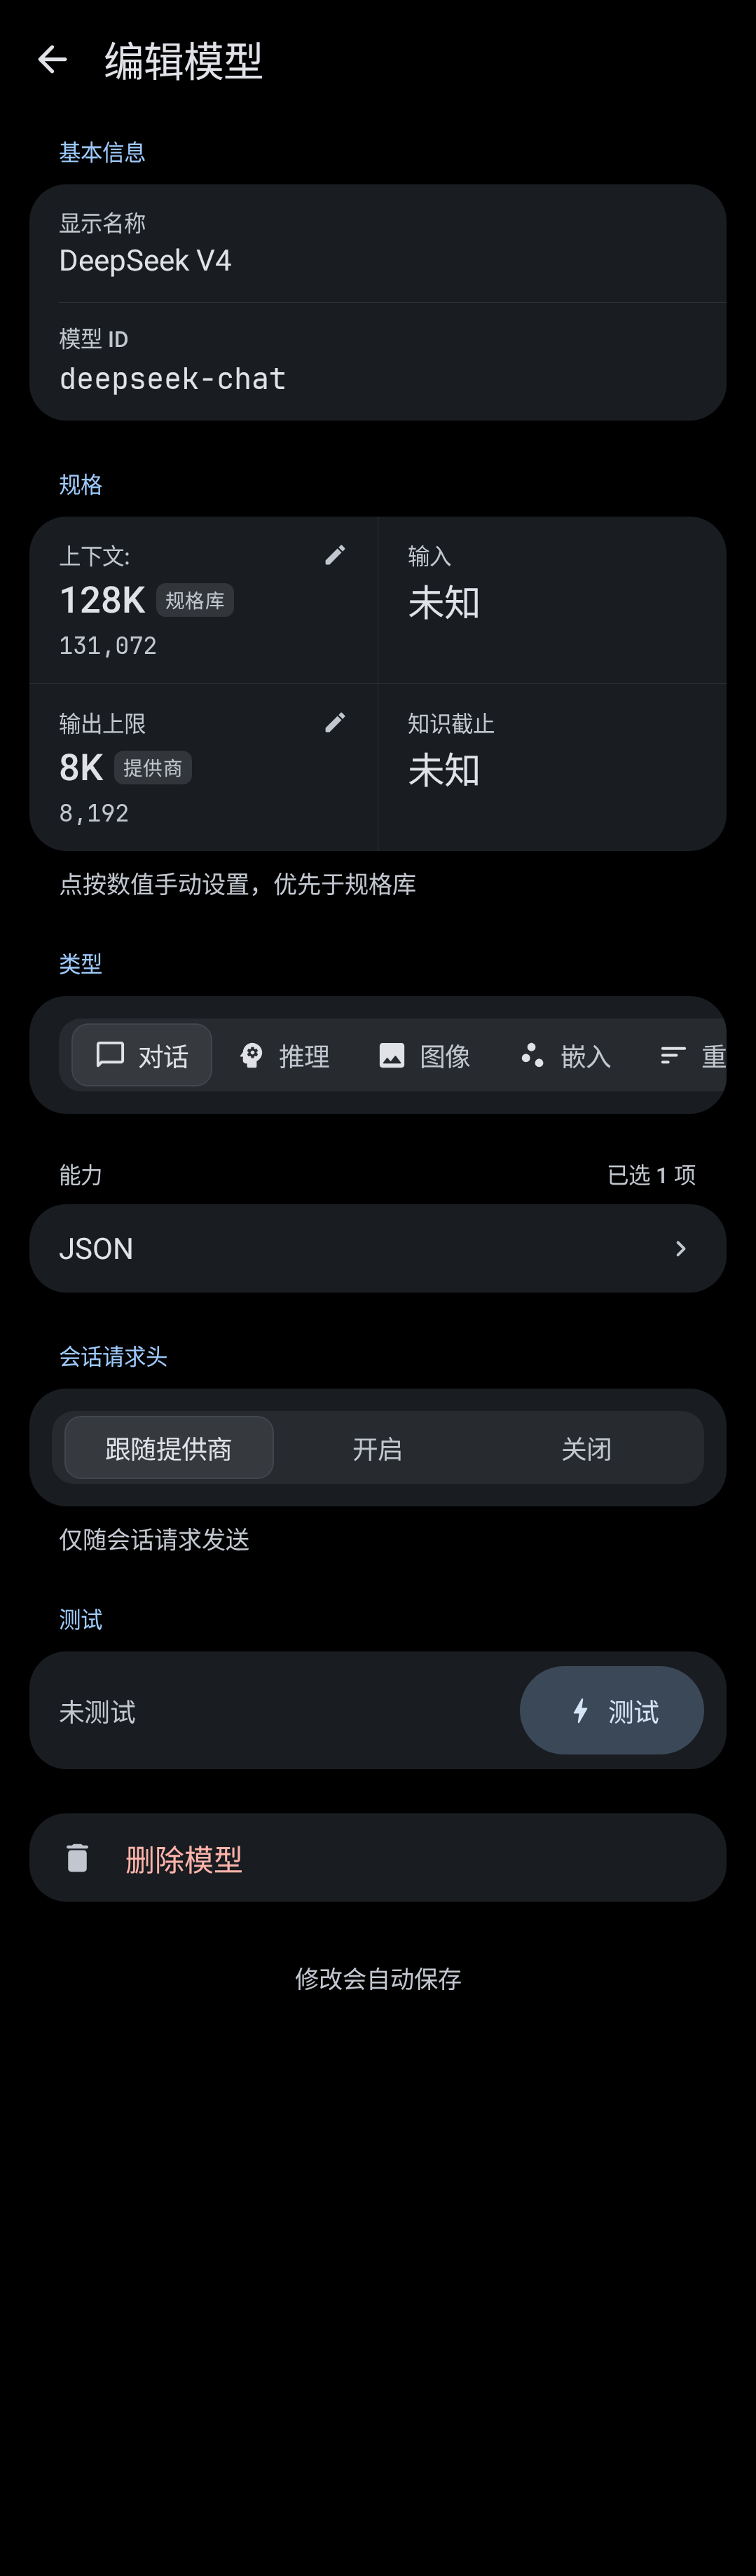 编辑模型
基本信息
显示名称
DeepSeek V4
模型 ID
deepseek-chat
规格
上下文:
128K 规格库
131,072
输入
未知
输出上限
8K 提供商
8,192
知识截止
未知
点按数值手动设置，优先于规格库
类型
对话 推理 图像 嵌入 重
能力 已选 1 项
JSON
会话请求头
跟随提供商 开启 关闭
仅随会话请求发送
测试
未测试 测试
删除模型
修改会自动保存